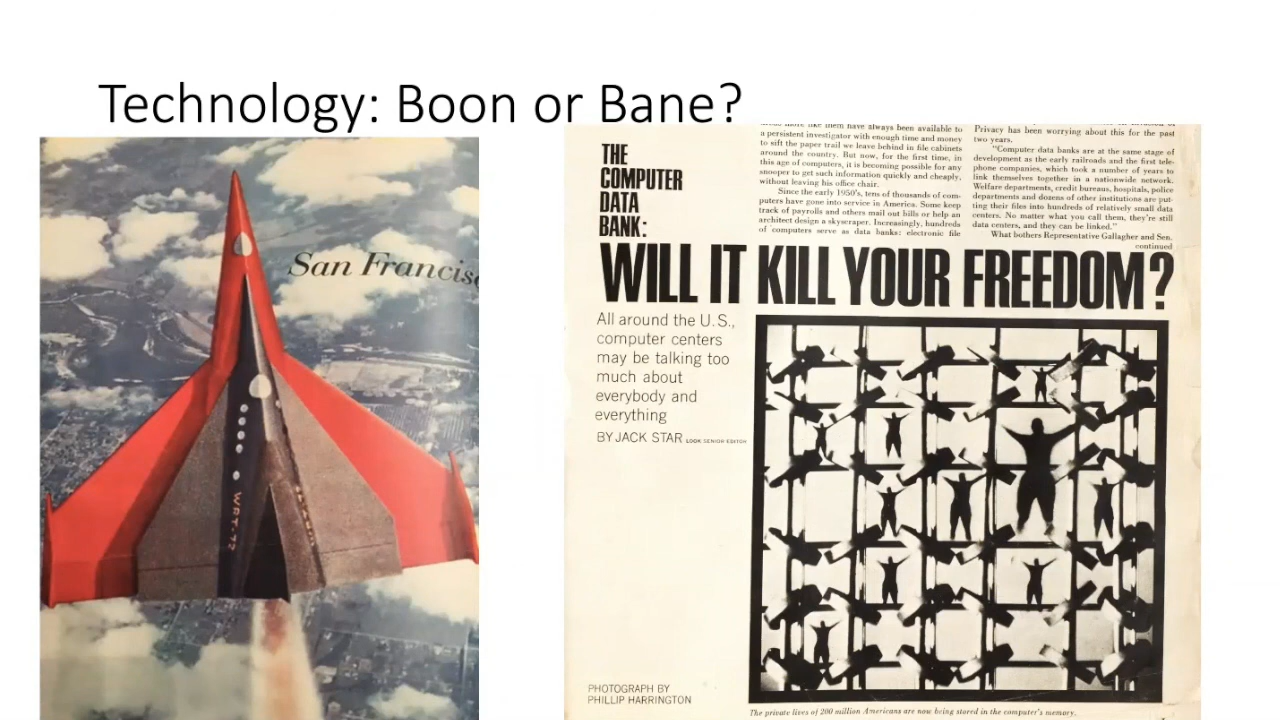 Technology: Boon or Bane?
San Francis
WRT-72
THE
COMPUTER
DATA
BANK:
WILL IT KILL YOUR FREEDOM?
All around the U.S.,
computer centers
may be talking too
much about
everybody and
everything
BY JACK STAR LOOK SENIOR EDITOR
PHOTOGRAPH BY
PHILLIP HARRINGTON
more like them have always been available to
a persistent investigator with enough time and money
to sift the paper trail we leave behind in file cabinets
around the country. But now, for the first time, in
this age of computers, it is becoming possible for any
snooper to get such information quickly and cheaply,
without leaving his office chair.
Since the early 1950's, tens of thousands of com-
puters have gone into service in America. Some keep
track of payrolls and others mail out bills or help an
architect design a skyscraper. Increasingly, hundreds
of computers serve as data banks: electronic file
Privacy has been worrying about this for the past
two years.
"Computer data banks are at the same stage of
development as the early railroads and the first tele-
phone companies, which took a number of years to
link themselves together in a nationwide network.
Welfare departments, credit bureaus, hospitals, police
departments and dozens of other institutions are put-
ting their files into hundreds of relatively small data
centers. No matter what you call them, they're still
data centers, and they can be linked."
What bothers Representative Gallagher and Sen.
continued
The private lives of 200 million Americans are now being stored in the computer's memory.